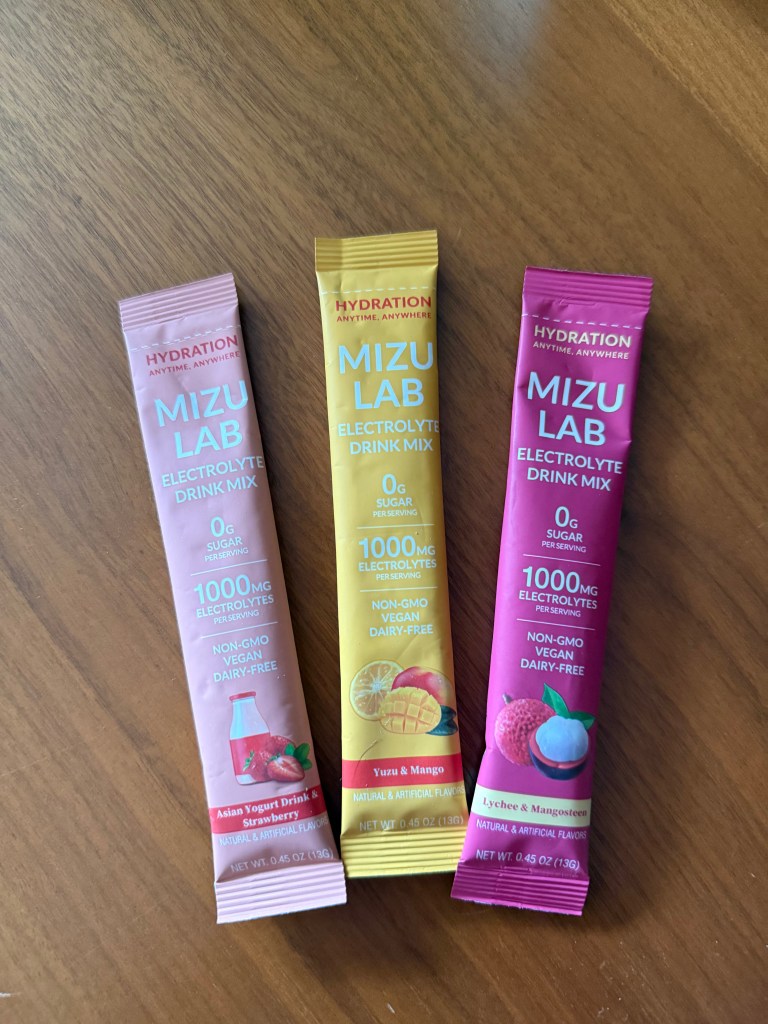 HYDRATION
ANYTIME, ANYWHERE
MIZU
LAB
ELECTROLYTE
DRINK MIX
0G
SUGAR
PER SERVING
1000MG
ELECTROLYTES
PER SERVING
NON-GMO
VEGAN
DAIRY-FREE
Asian Yogurt Drink &
Strawberry
NATURAL & ARTIFICIAL FLAVORS
NET WT. 0.45 OZ (13G)
HYDRATION
ANYTIME, ANYWHERE
MIZU
LAB
ELECTROLYTE
DRINK MIX
0G
SUGAR
PER SERVING
1000MG
ELECTROLYTES
PER SERVING
NON-GMO
VEGAN
DAIRY-FREE
Yuzu & Mango
NATURAL & ARTIFICIAL FLAVORS
NET WT. 0.45 OZ (13G)
HYDRATION
ANYTIME, ANYWHERE
MIZU
LAB
ELECTROLYTE
DRINK MIX
0G
SUGAR
PER SERVING
1000MG
ELECTROLYTES
PER SERVING
NON-GMO
VEGAN
DAIRY-FREE
Lychee & Mangosteen
NATURAL & ARTIFICIAL FLAVORS
NET WT. 0.45 OZ (13G)